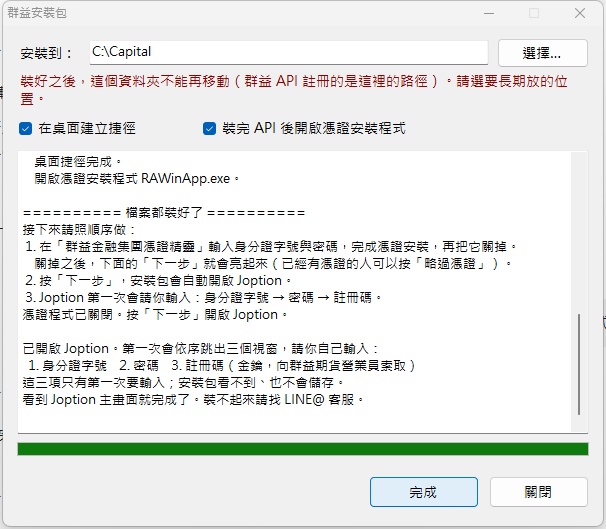 群益安裝包
安裝到：
C:\Capital
選擇...
裝好之後，這個資料夾不能再移動（群益 API 註冊的是這裡的路徑）。請選要長期放的位
置。
在桌面建立捷徑
裝完 API 後開啟憑證安裝程式
桌面捷徑完成。
開啟憑證安裝程式 RAWinApp.exe。
========== 檔案都裝好了 ==========
接下來請照順序做：
1. 在「群益金融集團憑證精靈」輸入身分證字號與密碼，完成憑證安裝，再把它關掉。
關掉之後，下面的「下一步」就會亮起來（已經有憑證的人可以按「略過憑證」）。
2. 按「下一步」，安裝包會自動開啟 Joption。
3. Joption 第一次會請你輸入：身分證字號 → 密碼 → 註冊碼。
憑證程式已關閉。按「下一步」開啟 Joption。
已開啟 Joption。第一次會依序跳出三個視窗，請你自己輸入：
1. 身分證字號 2. 密碼 3. 註冊碼（金鑰，向群益期貨營業員索取）
這三項只有第一次要輸入；安裝包看不到、也不會儲存。
看到 Joption 主畫面就完成了。裝不起來請找 LINE@ 客服。
完成
關閉